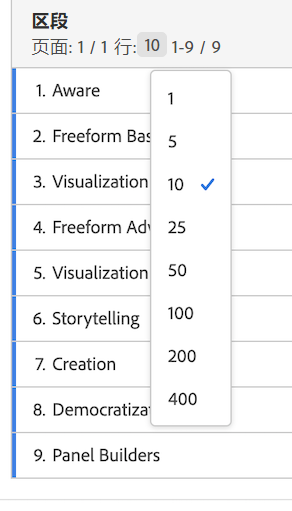 区段
页面: 1 / 1 行: 10 1-9 / 9
1. Aware
2. Freeform Bas
3. Visualization
4. Freeform Adv
5. Visualization
6. Storytelling
7. Creation
8. Democratizat
9. Panel Builders
1
5
10
25
50
100
200
400